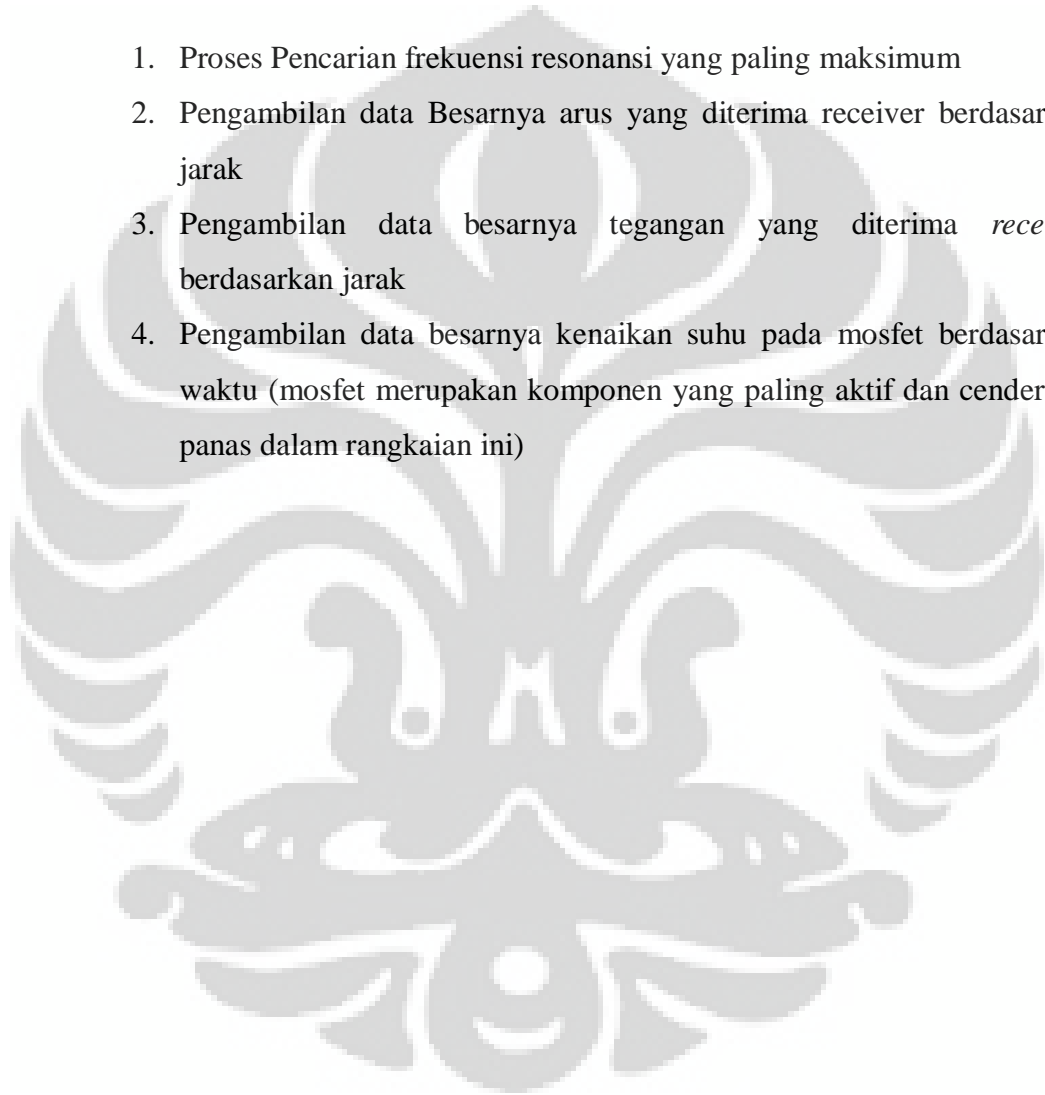 1. Proses Pencarian frekuensi resonansi yang paling maksimum
2. Pengambilan data Besarnya arus yang diterima receiver berdasar
jarak
3. Pengambilan data besarnya tegangan yang diterima rece
berdasarkan jarak
4. Pengambilan data besarnya kenaikan suhu pada mosfet berdasar
waktu (mosfet merupakan komponen yang paling aktif dan cender
panas dalam rangkaian ini)